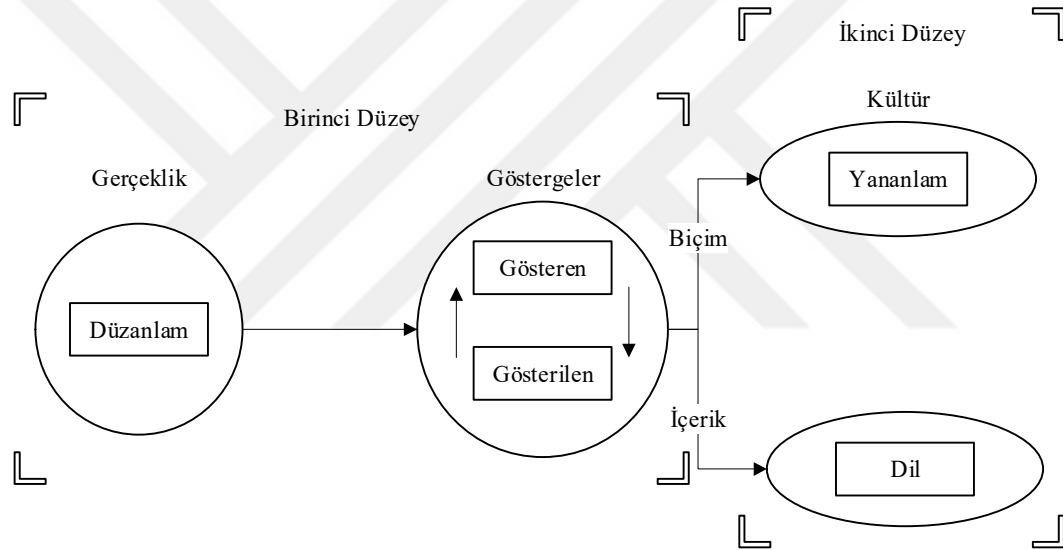 İkinci Düzey
Birinci Düzey
Kültür
Gerçeklik
Göstergeler
Yananlam
Biçim
Gösteren
Düzanlam
Gösterilen
İçerik
Dil